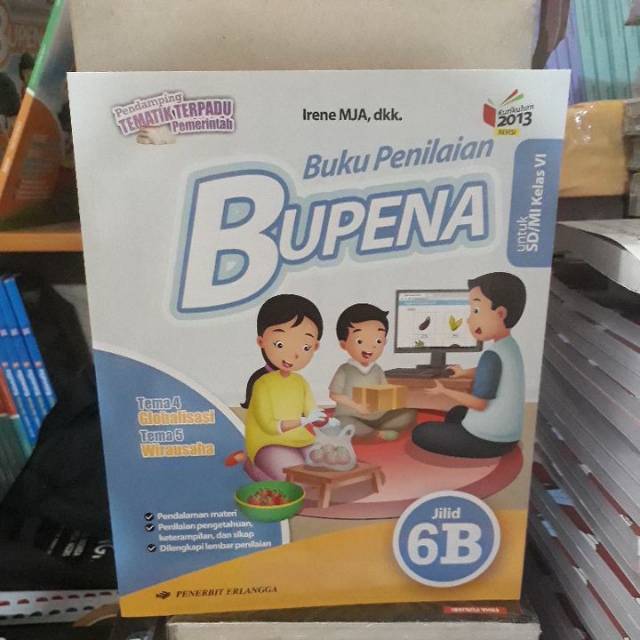 Pendamping
TEMATIK TERPADU
Pemerintah
Irene MJA, dkk.
Kurikulum
2013
REVISI
Buku Penilaian
BUPENA
untuk
SD/MI Kelas VI
Tema 4
Globalisasi
Tema 5
Wirausaha
Pendalaman materi
Penilaian pengetahuan,
keterampilan, dan sikap
Dilengkapi lembar penilaian
Jilid
6B
PENERBIT ERLANGGA